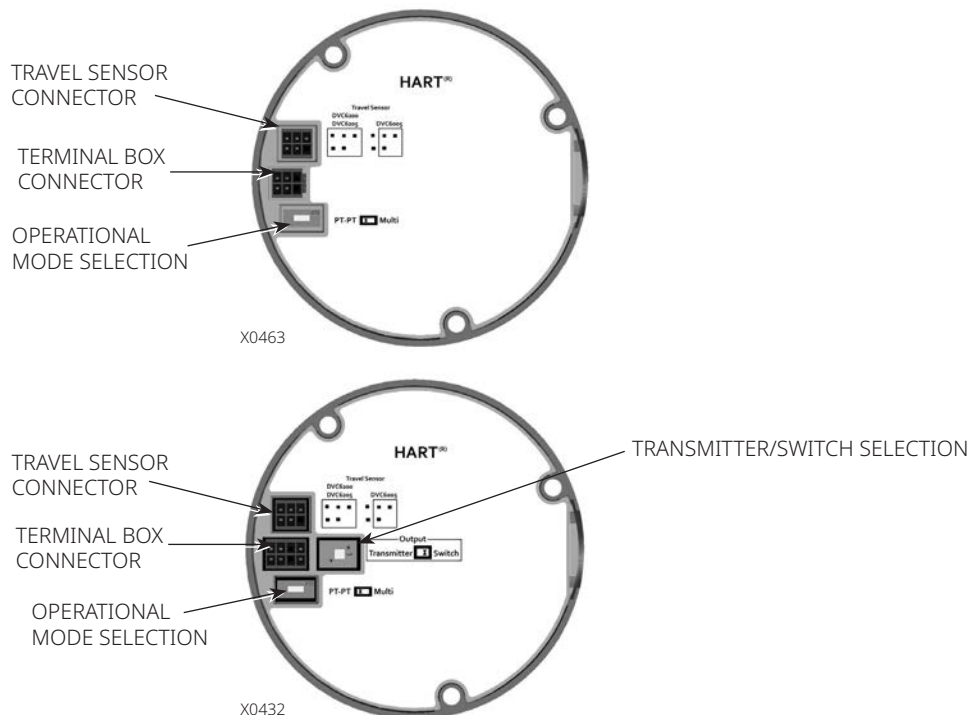 HART(R)
TRAVEL SENSOR
CONNECTOR
Travel Sensor
DVC6200
DVC6205 DVC6005
TERMINAL BOX
CONNECTOR
PT-PT Multi
OPERATIONAL
MODE SELECTION
X0463
HART(R)
TRANSMITTER/SWITCH SELECTION
TRAVEL SENSOR
CONNECTOR
Travel Sensor
DVC6200
DVC6205 DVC6005
TERMINAL BOX
CONNECTOR
Output
Transmitter Switch
PT-PT Multi
OPERATIONAL
MODE SELECTION
X0432